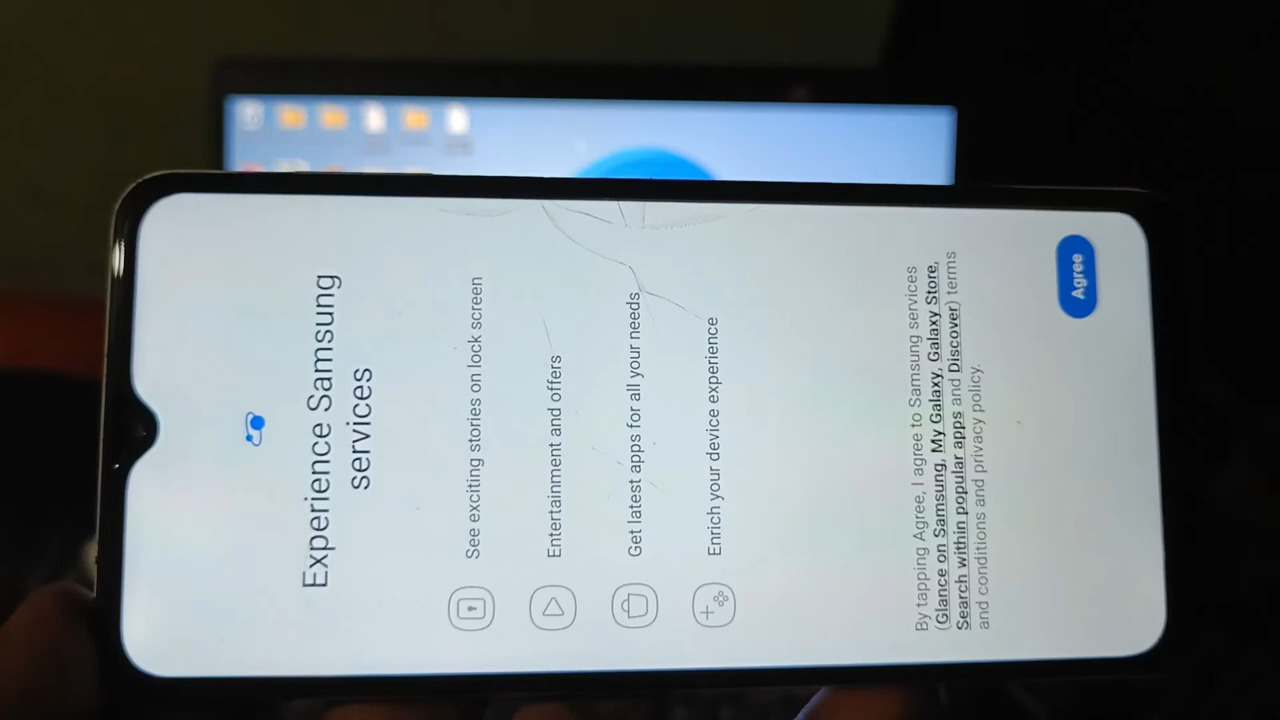 Experience Samsung
services
See exciting stories on lock screen
Entertainment and offers
Get latest apps for all your needs
Enrich your device experience
By tapping Agree, I agree to Samsung services
(Glance on Samsung, My Galaxy, Galaxy Store,
Search within popular apps and Discover) terms
and conditions and privacy policy.
Agree